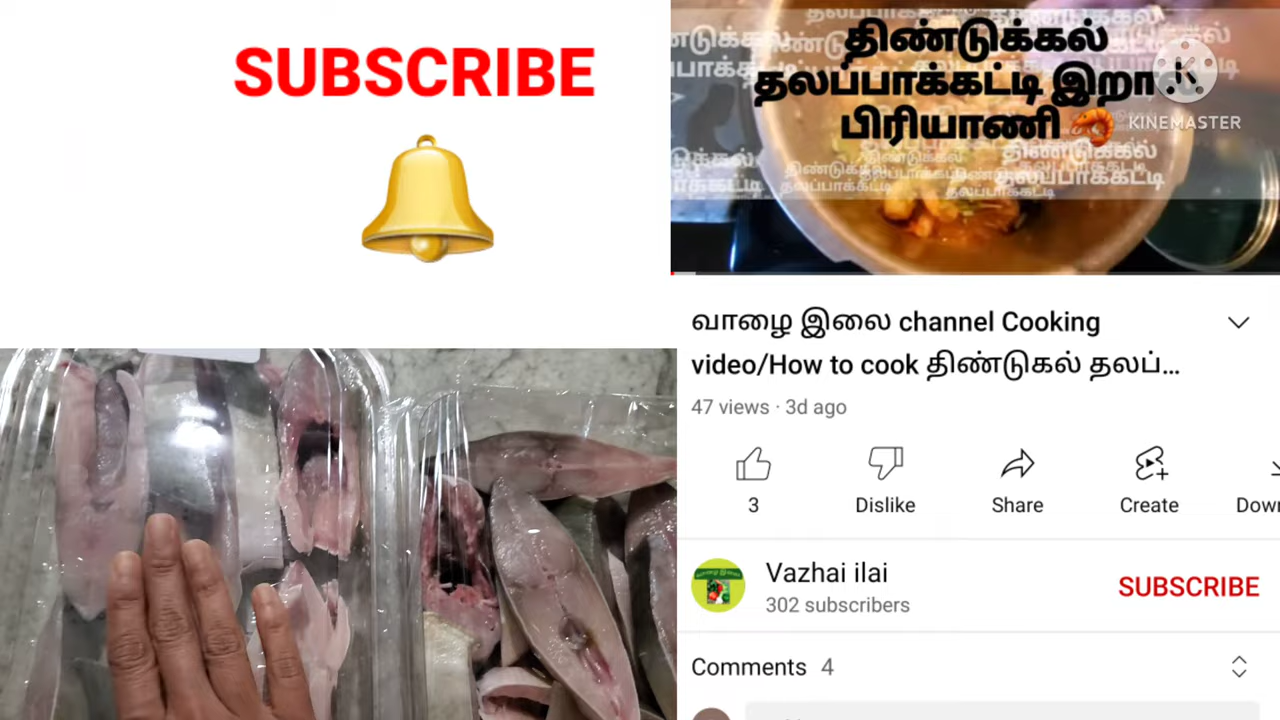 SUBSCRIBE
திண்டுக்கல்
தலப்பாக்கட்டி இறா
பிரியாணி
KINEMASTER
வாழை இலை channel Cooking
video/How to cook திண்டுகல் தலப்...
47 views · 3d ago
3 Dislike Share Create
Vazhai ilai
302 subscribers
SUBSCRIBE
Comments 4